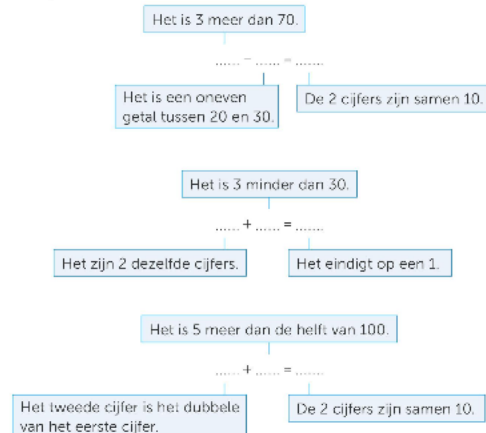 Het is 3 meer dan 70.
...... − ...... = .......
Het is een oneven
getal tussen 20 en 30.
De 2 cijfers zijn samen 10.
Het is 3 minder dan 30.
...... + ...... = .......
Het zijn 2 dezelfde cijfers.
Het eindigt op een 1.
Het is 5 meer dan de helft van 100.
...... + ...... = .......
Het tweede cijfer is het dubbele
van het eerste cijfer.
De 2 cijfers zijn samen 10.